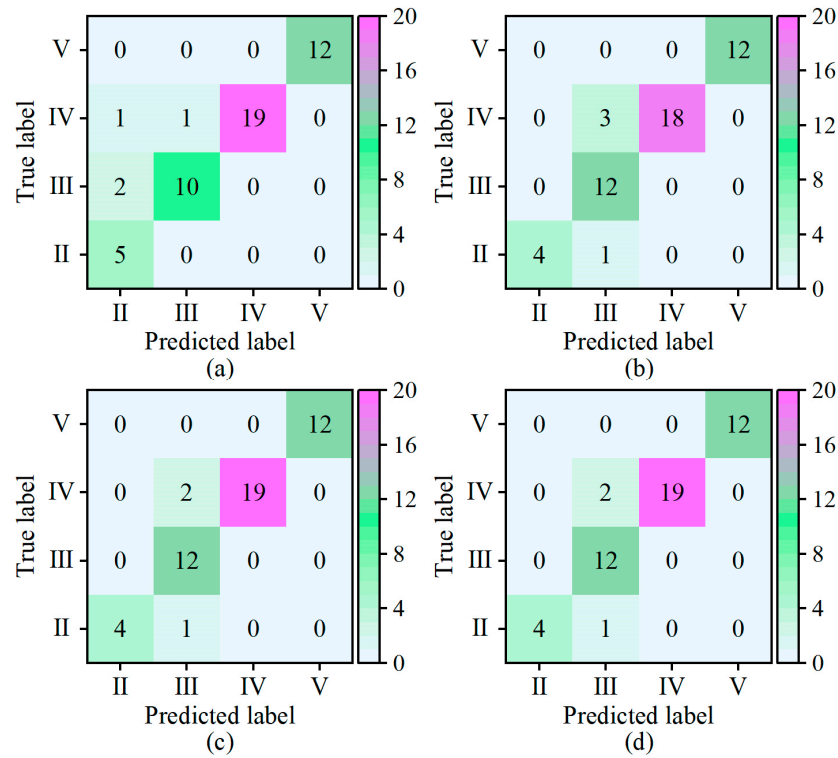 V 0 0 0 12
IV 1 1 19 0
III 2 10 0 0
II 5 0 0 0
II III IV V
True label
Predicted label
20
16
12
8
4
0
(a)
V 0 0 0 12
IV 0 3 18 0
III 0 12 0 0
II 4 1 0 0
II III IV V
True label
Predicted label
20
16
12
8
4
0
(b)
V 0 0 0 12
IV 0 2 19 0
III 0 12 0 0
II 4 1 0 0
II III IV V
True label
Predicted label
20
16
12
8
4
0
(c)
V 0 0 0 12
IV 0 2 19 0
III 0 12 0 0
II 4 1 0 0
II III IV V
True label
Predicted label
20
16
12
8
4
0
(d)